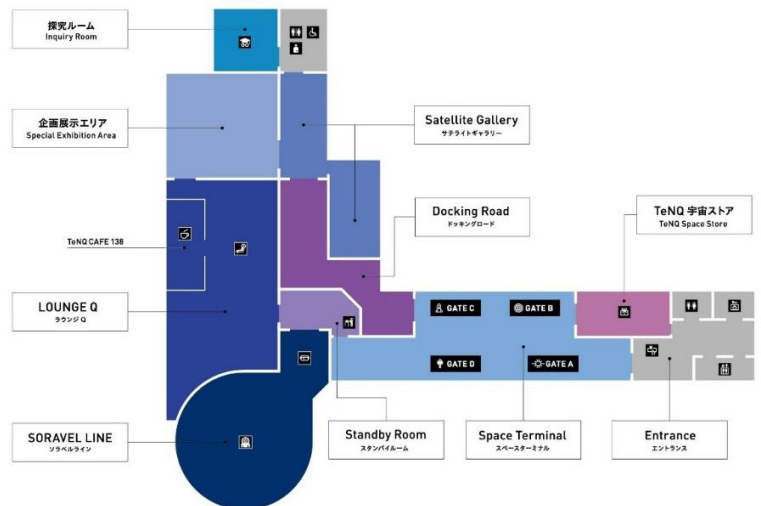 探究ルーム
Inquiry Room
企画展示エリア
Special Exhibition Area
Satellite Gallery
サテライトギャラリー
Docking Road
ドッキングロード
TeNQ 宇宙ストア
TeNQ Space Store
TeNQ CAFE 138
LOUNGE Q
ラウンジ Q
GATE C
GATE B
GATE D
GATE A
SORAVEL LINE
ソラベルライン
Standby Room
スタンバイルーム
Space Terminal
スペースターミナル
Entrance
エントランス